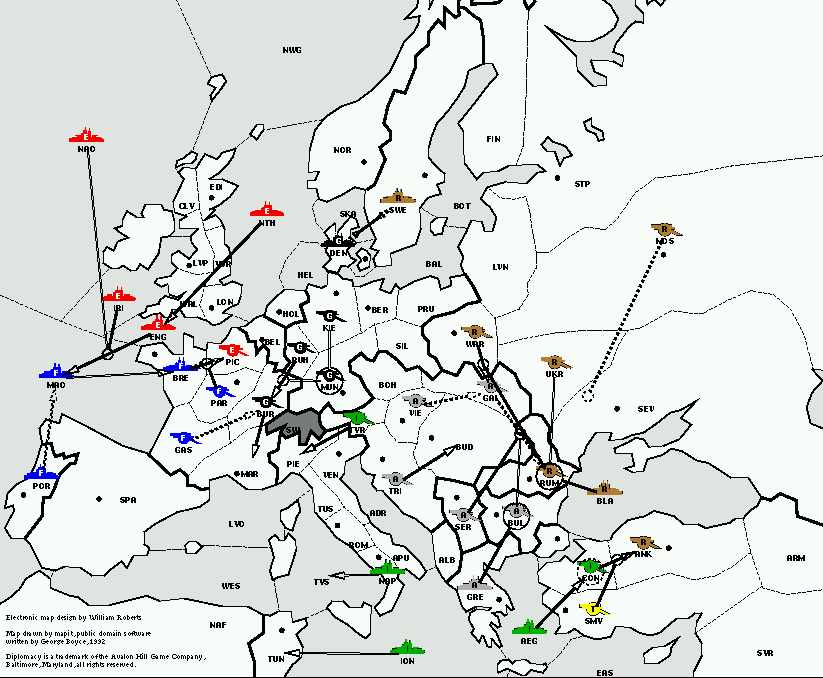 NWG
NAO
NOR
FIN
EDI
STP
CLY
SKA
SWE
NTH
BOT
DEN
MOS
LVP
YOR
BAL
LVN
HEL
IRI
WAL
LON
HOL
BER
PRU
ENG
KIE
BEL
SIL
WAR
RUH
PIC
BRE
MAO
UKR
MUN
BOH
GAL
PAR
VIE
BUR
SEV
SWI
TYR
GAS
BUD
PIE
MAR
VEN
POR
RUM
TRI
SPA
BLA
TUS
ADR
BUL
LYO
SER
ROM
ANK
APU
ALB
ARM
NAP
CON
TYS
WES
GRE
SMY
NAF
AEG
ION
TUN
SYR
EAS
Electronic map design by William Roberts
Map drawn by mapit, public domain software
written by George Boyce, 1992
Diplomacy is a trademark of the Avalon Hill Game Company,
Baltimore, Maryland, all rights reserved.